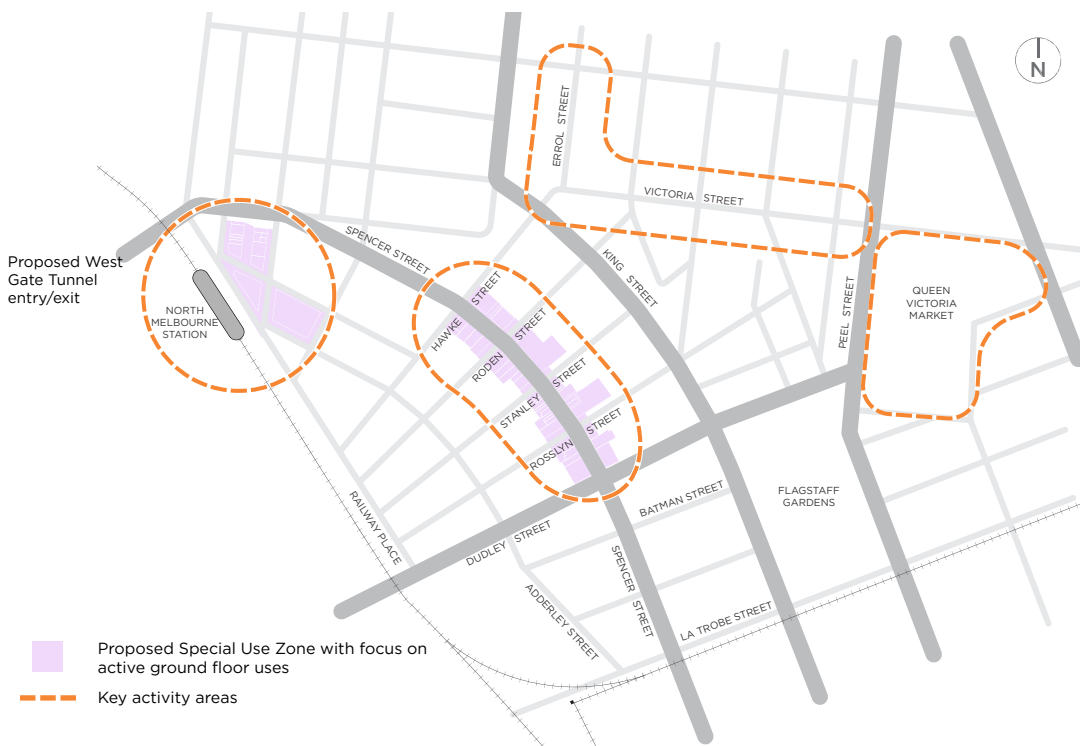 N
ERROL STREET
VICTORIA STREET
SPENCER STREET
KING STREET
Proposed West
Gate Tunnel
entry/exit
NORTH
MELBOURNE
STATION
HAWKE STREET
RODEN STREET
STANLEY STREET
ROSSLYN STREET
PEEL STREET
QUEEN
VICTORIA
MARKET
RAILWAY PLACE
DUDLEY STREET
BATMAN STREET
FLAGSTAFF
GARDENS
SPENCER STREET
ADDERLEY STREET
LA TROBE STREET
Proposed Special Use Zone with focus on
active ground floor uses
Key activity areas